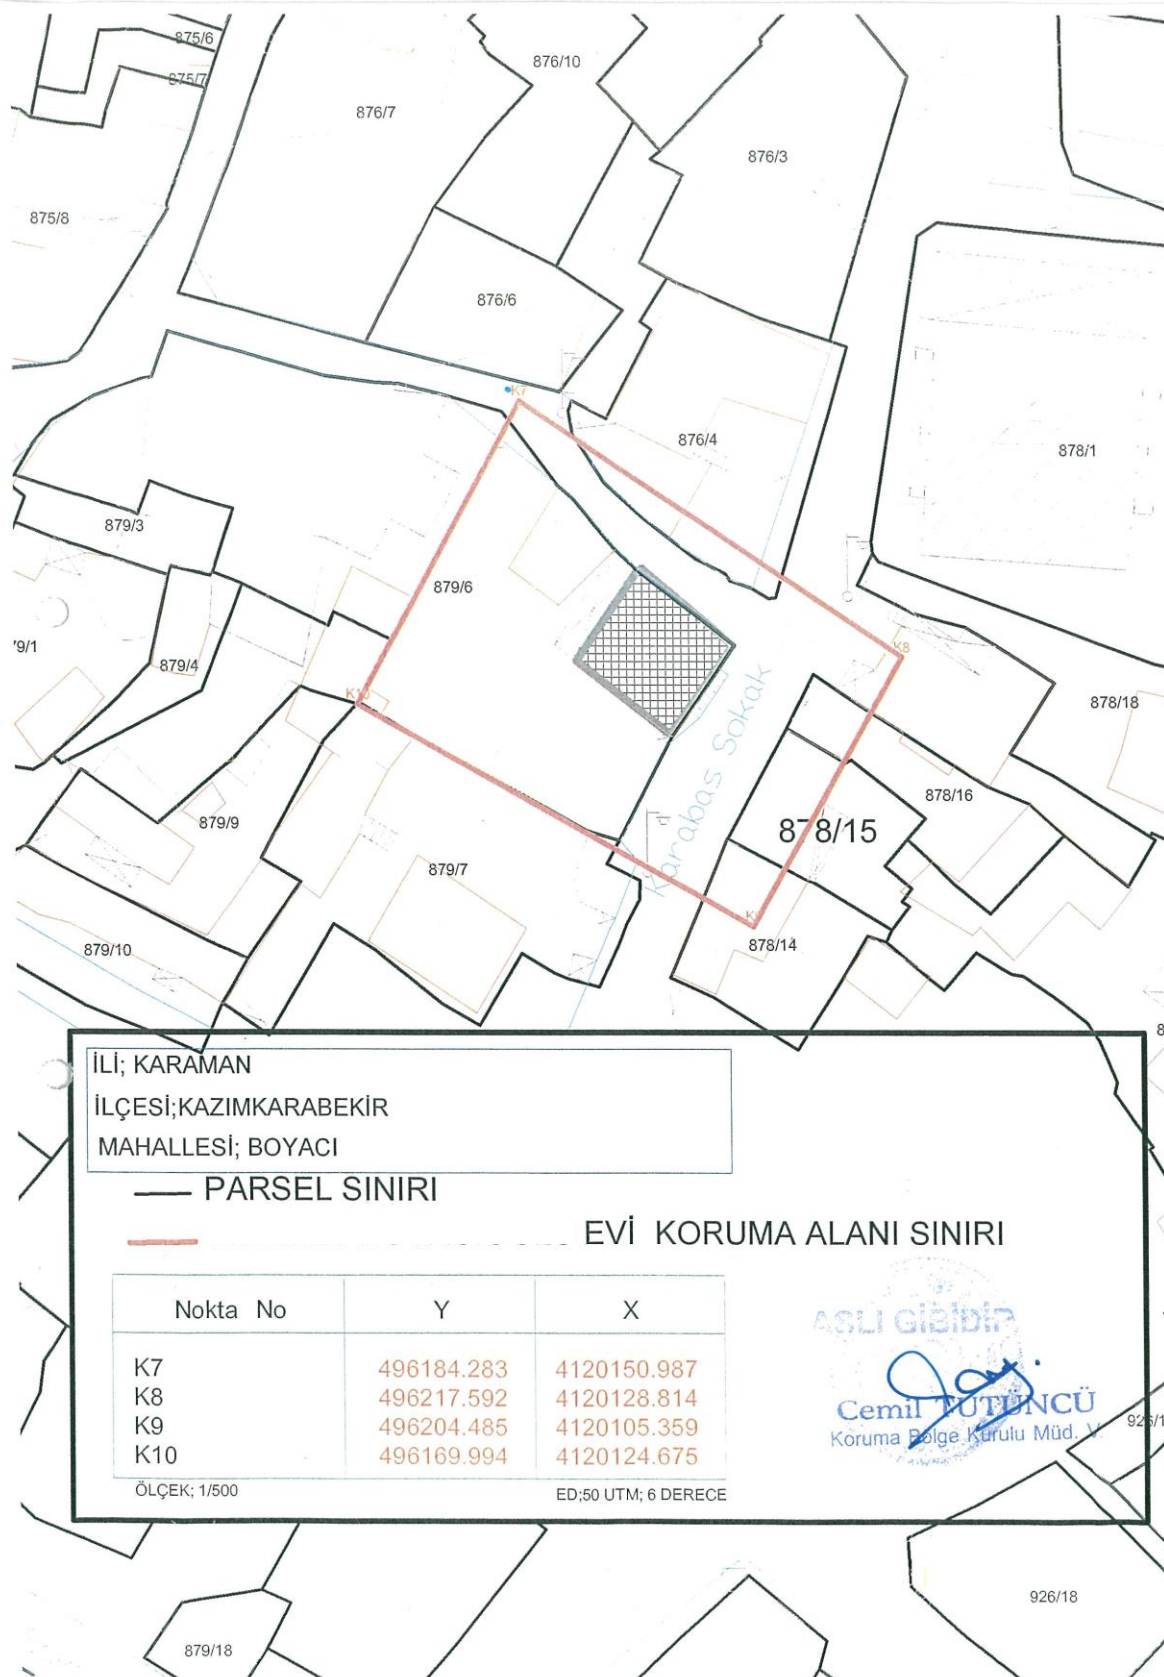 875/6
875/7
876/10
876/7
876/3
875/8
876/6
K7
876/4
878/1
879/3
879/6
879/4
K8
K10
878/18
Karabas Sokak
878/16
878/15
879/9
879/7
K9
878/14
879/10
İLİ; KARAMAN
İLÇESİ;KAZIMKARABEKİR
MAHALLESİ; BOYACI
PARSEL SINIRI
EVİ KORUMA ALANI SINIRI
Nokta No Y X
K7 496184.283 4120150.987
K8 496217.592 4120128.814
K9 496204.485 4120105.359
K10 496169.994 4120124.675
ÖLÇEK; 1/500 ED;50 UTM; 6 DERECE
ASLI GİBİDİR
Cemil TÜTÜNCÜ
Koruma Bölge Kurulu Müd. V.
926/18
879/18